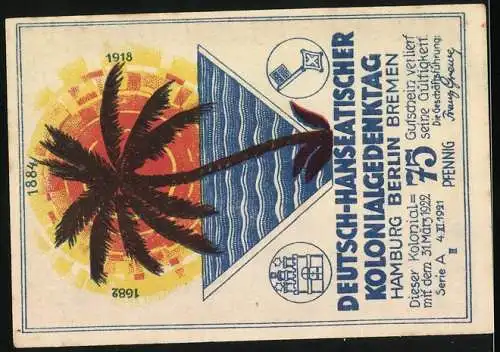 1682
1884
1918
DEUTSCH-HANSEATISCHER
KOLONIALGEDENKTAG
HAMBURG BERLIN BREMEN
Dieser Kolonial= 75 Gutschein verliert
mit dem 31 März 1922 seine Gültigkeit
Serie A 4.XI.1921 PFENNIG Die Geschäftsführung:
II